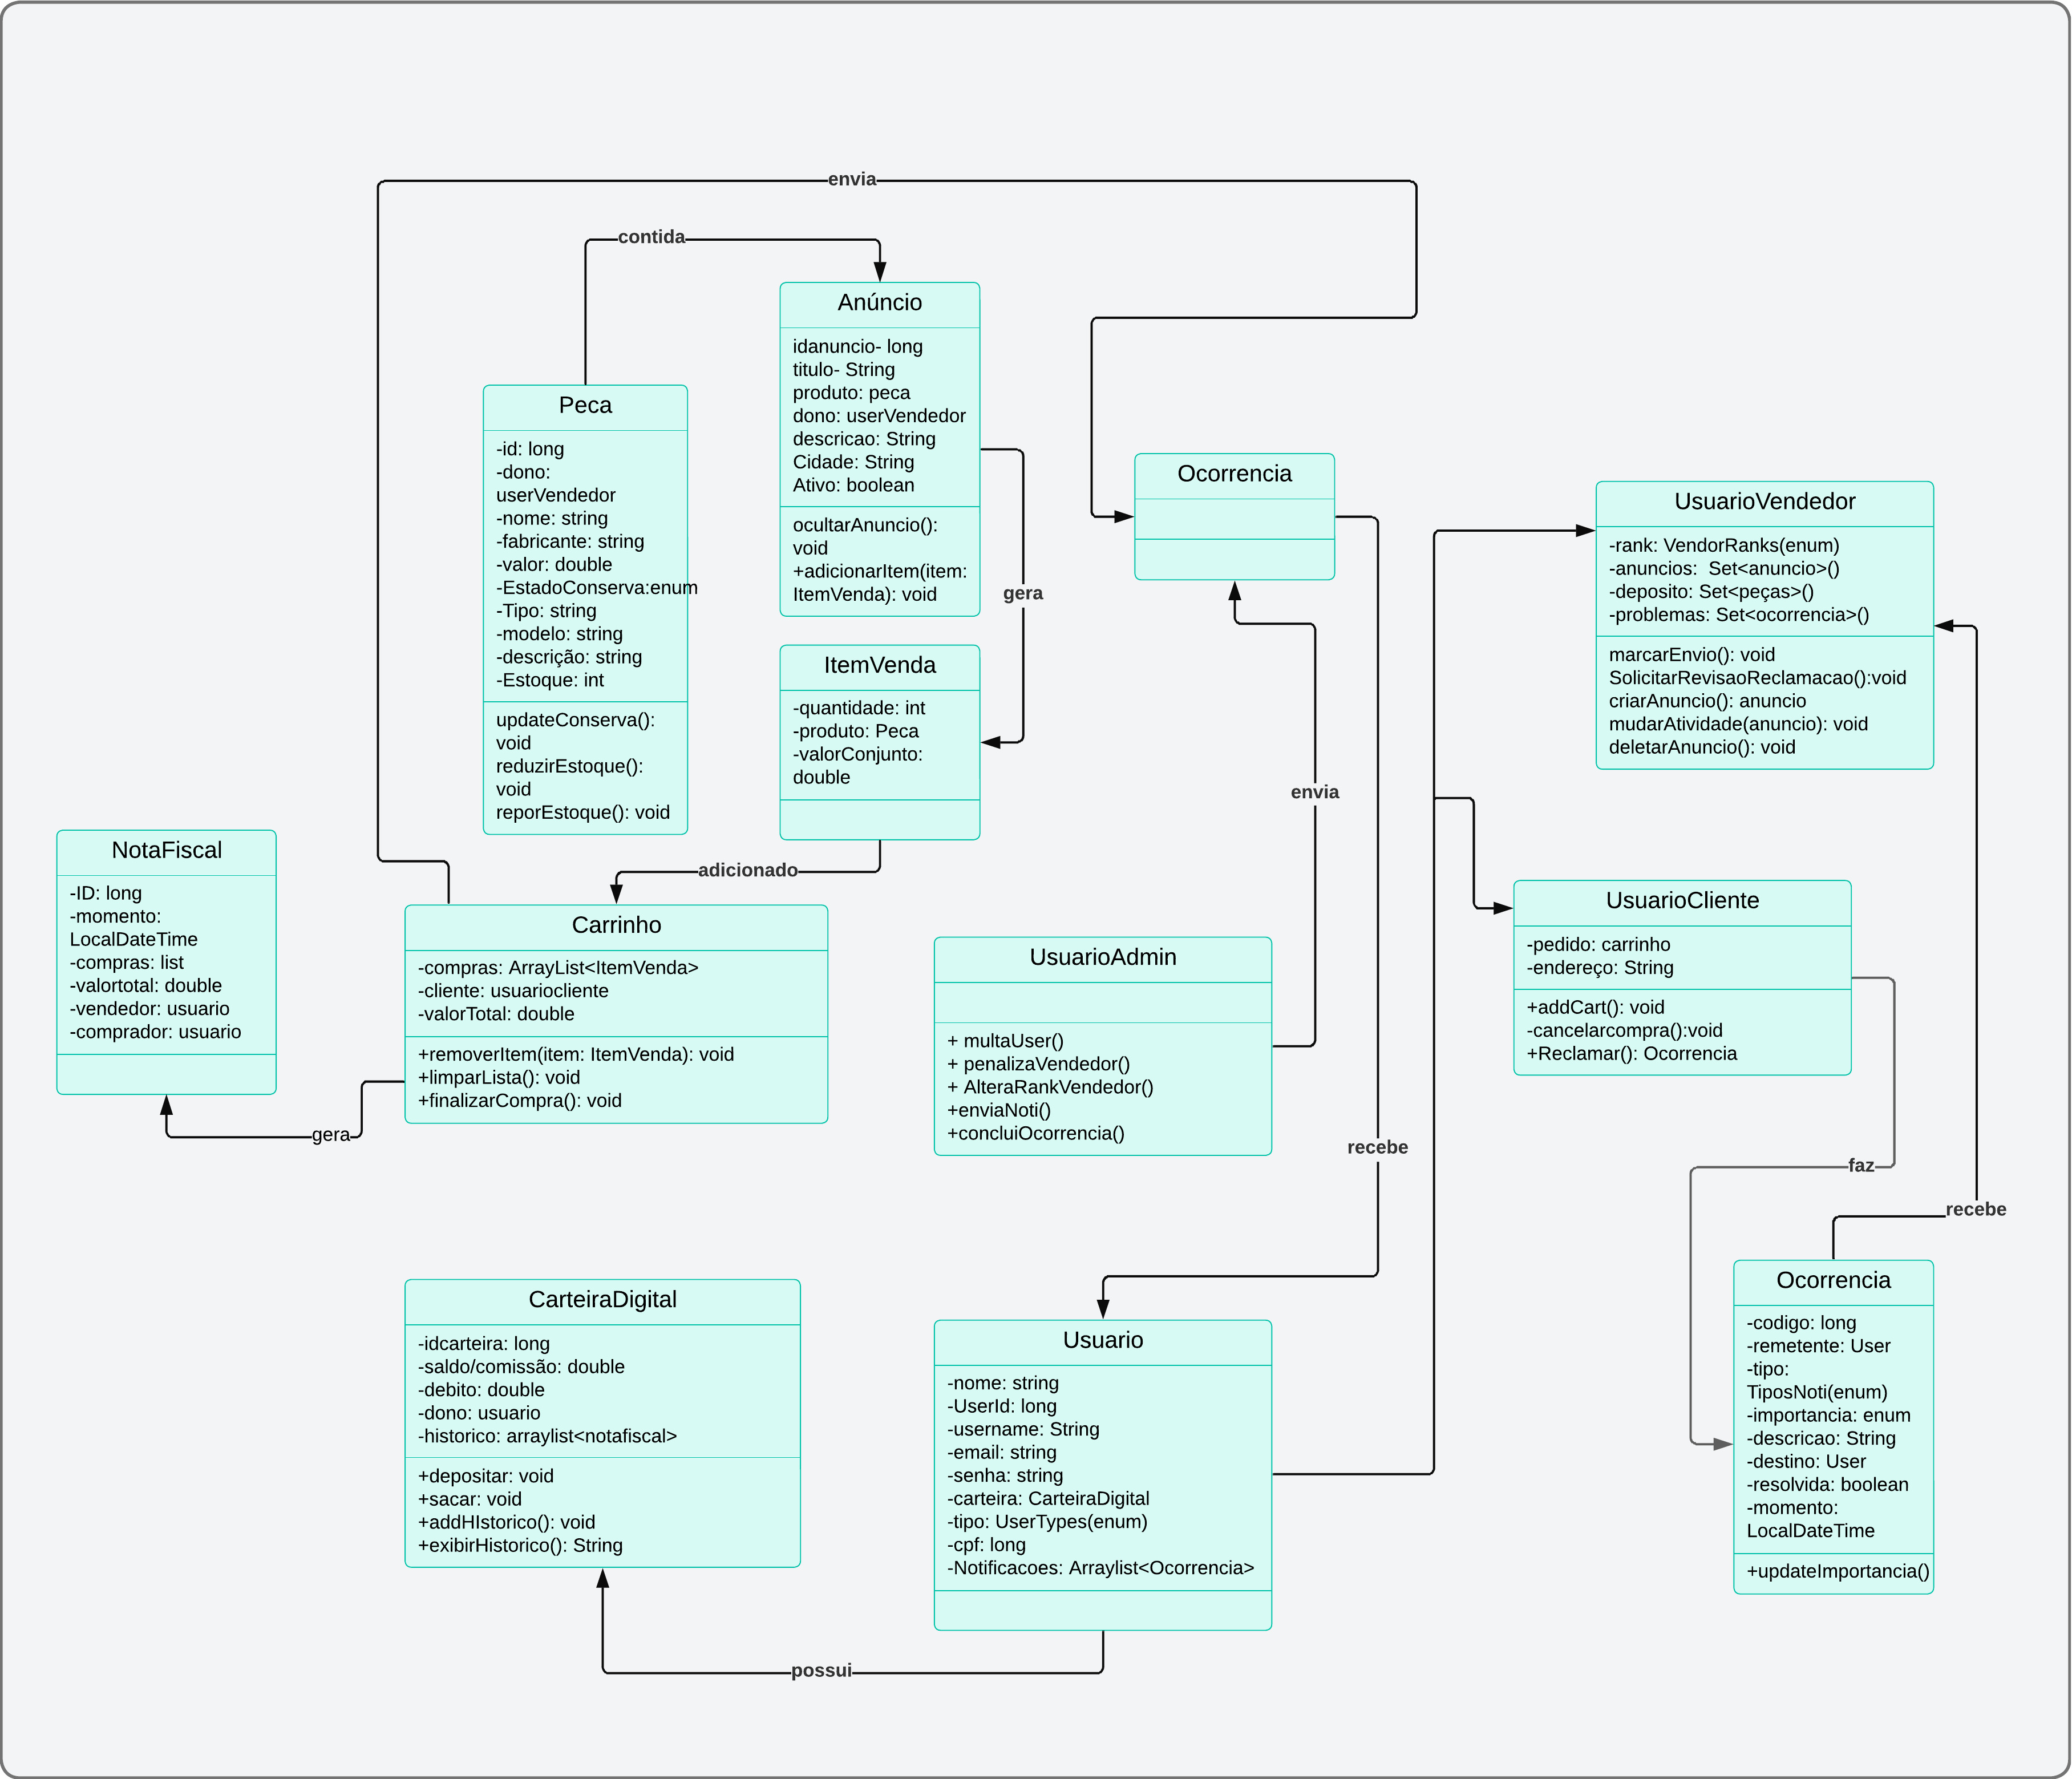 envia
contida
Anúncio
idanuncio- long
titulo- String
produto: peca
dono: userVendedor
descricao: String
Cidade: String
Ativo: boolean
ocultarAnuncio():
void
+adicionarItem(item:
ItemVenda): void
Peca
-id: long
-dono:
userVendedor
-nome: string
-fabricante: string
-valor: double
-EstadoConserva:enum
-Tipo: string
-modelo: string
-descrição: string
-Estoque: int
updateConserva():
void
reduzirEstoque():
void
reporEstoque(): void
gera
Ocorrencia
UsuarioVendedor
-rank: VendorRanks(enum)
-anuncios:  Set<anuncio>()
-deposito: Set<peças>()
-problemas: Set<ocorrencia>()
marcarEnvio(): void
SolicitarRevisaoReclamacao():void
criarAnuncio(): anuncio
mudarAtividade(anuncio): void
deletarAnuncio(): void
ItemVenda
-quantidade: int
-produto: Peca
-valorConjunto:
double
envia
adicionado
NotaFiscal
-ID: long
-momento:
LocalDateTime
-compras: list
-valortotal: double
-vendedor: usuario
-comprador: usuario
Carrinho
-compras: ArrayList<ItemVenda>
-cliente: usuariocliente
-valorTotal: double
+removerItem(item: ItemVenda): void
+limparLista(): void
+finalizarCompra(): void
gera
UsuarioAdmin
+ multaUser()
+ penalizaVendedor()
+ AlteraRankVendedor()
+enviaNoti()
+concluiOcorrencia()
UsuarioCliente
-pedido: carrinho
-endereço: String
+addCart(): void
-cancelarcompra():void
+Reclamar(): Ocorrencia
recebe
faz
recebe
CarteiraDigital
-idcarteira: long
-saldo/comissão: double
-debito: double
-dono: usuario
-historico: arraylist<notafiscal>
+depositar: void
+sacar: void
+addHIstorico(): void
+exibirHistorico(): String
Usuario
-nome: string
-UserId: long
-username: String
-email: string
-senha: string
-carteira: CarteiraDigital
-tipo: UserTypes(enum)
-cpf: long
-Notificacoes: Arraylist<Ocorrencia>
Ocorrencia
-codigo: long
-remetente: User
-tipo:
TiposNoti(enum)
-importancia: enum
-descricao: String
-destino: User
-resolvida: boolean
-momento:
LocalDateTime
+updateImportancia()
possui